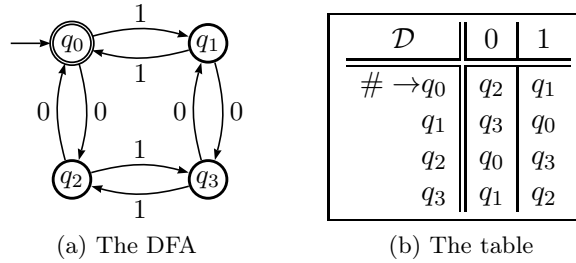 1
q0 q1
1
0 0 0 0
1
q2 q3
1
(a) The DFA
D 0 1
# →q0 q2 q1
q1 q3 q0
q2 q0 q3
q3 q1 q2
(b) The table